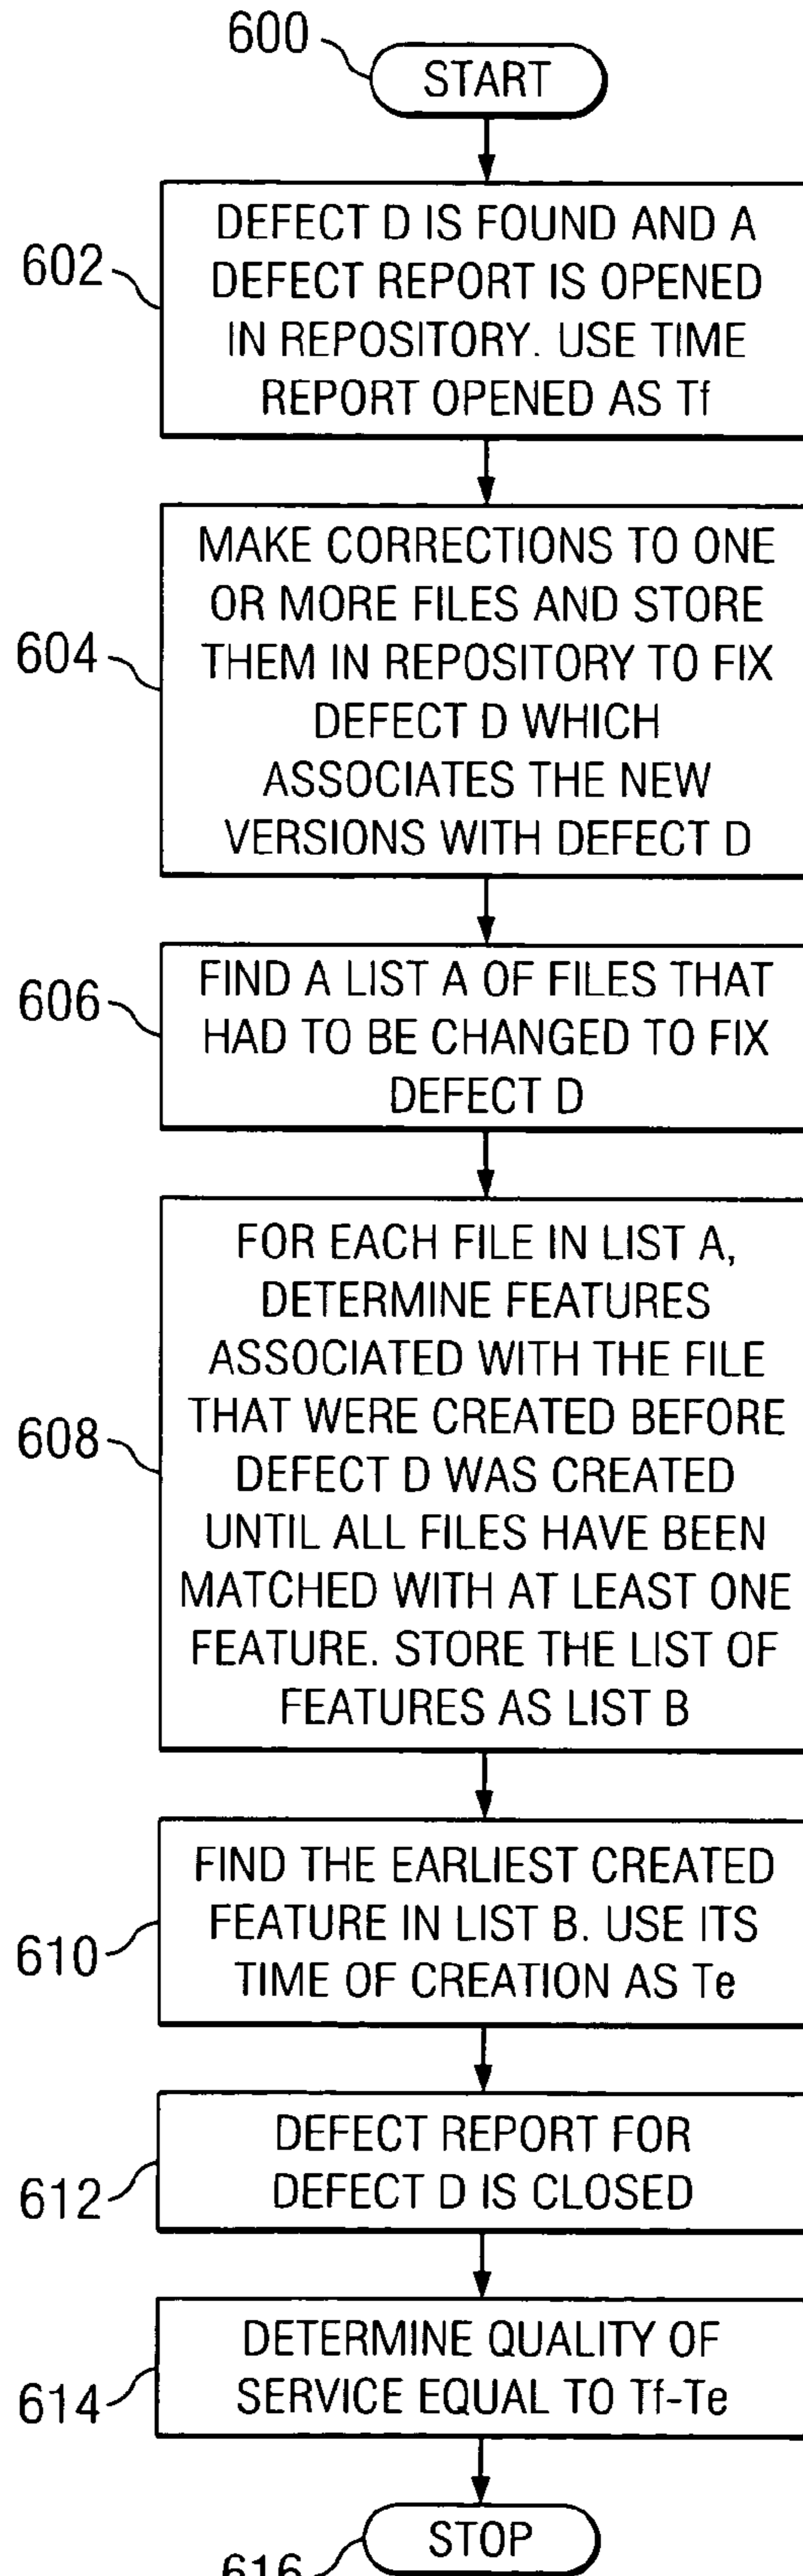 600
START
602
DEFECT D IS FOUND AND A
DEFECT REPORT IS OPENED
IN REPOSITORY. USE TIME
REPORT OPENED AS Tf
604
MAKE CORRECTIONS TO ONE
OR MORE FILES AND STORE
THEM IN REPOSITORY TO FIX
DEFECT D WHICH
ASSOCIATES THE NEW
VERSIONS WITH DEFECT D
606
FIND A LIST A OF FILES THAT
HAD TO BE CHANGED TO FIX
DEFECT D
608
FOR EACH FILE IN LIST A,
DETERMINE FEATURES
ASSOCIATED WITH THE FILE
THAT WERE CREATED BEFORE
DEFECT D WAS CREATED
UNTIL ALL FILES HAVE BEEN
MATCHED WITH AT LEAST ONE
FEATURE. STORE THE LIST OF
FEATURES AS LIST B
610
FIND THE EARLIEST CREATED
FEATURE IN LIST B. USE ITS
TIME OF CREATION AS Te
612
DEFECT REPORT FOR
DEFECT D IS CLOSED
614
DETERMINE QUALITY OF
SERVICE EQUAL TO Tf-Te
STOP
616